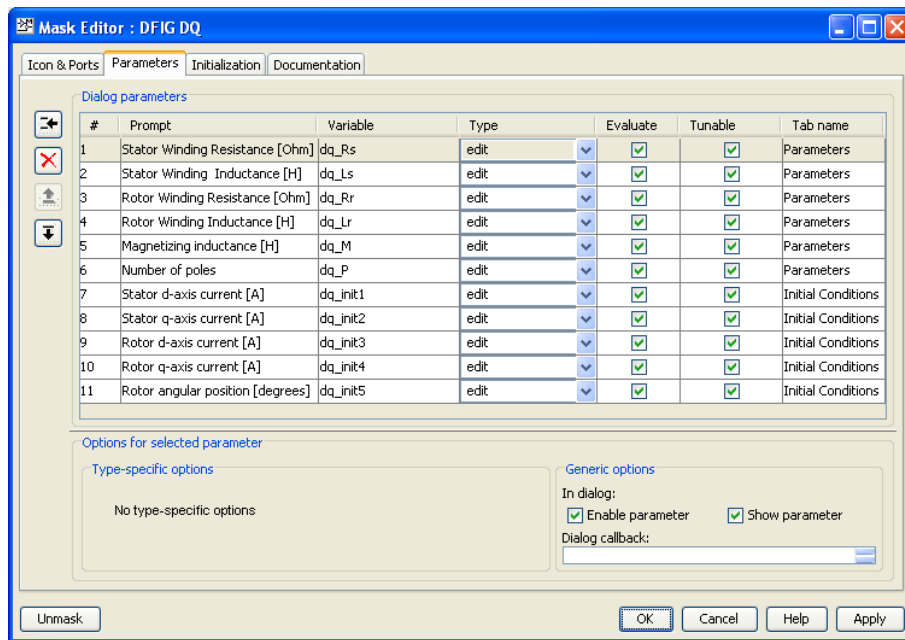 Mask Editor : DFIG DQ
Icon & Ports Parameters Initialization Documentation
Dialog parameters
# Prompt Variable Type Evaluate Tunable Tab name
1 Stator Winding Resistance [Ohm] dq_Rs edit Parameters
2 Stator Winding Inductance [H] dq_Ls edit Parameters
3 Rotor Winding Resistance [Ohm] dq_Rr edit Parameters
4 Rotor Winding Inductance [H] dq_Lr edit Parameters
5 Magnetizing inductance [H] dq_M edit Parameters
6 Number of poles dq_P edit Parameters
7 Stator d-axis current [A] dq_init1 edit Initial Conditions
8 Stator q-axis current [A] dq_init2 edit Initial Conditions
9 Rotor d-axis current [A] dq_init3 edit Initial Conditions
10 Rotor q-axis current [A] dq_init4 edit Initial Conditions
11 Rotor angular position [degrees] dq_init5 edit Initial Conditions
Options for selected parameter
Type-specific options
No type-specific options
Generic options
In dialog:
Enable parameter Show parameter
Dialog callback:
Unmask OK Cancel Help Apply